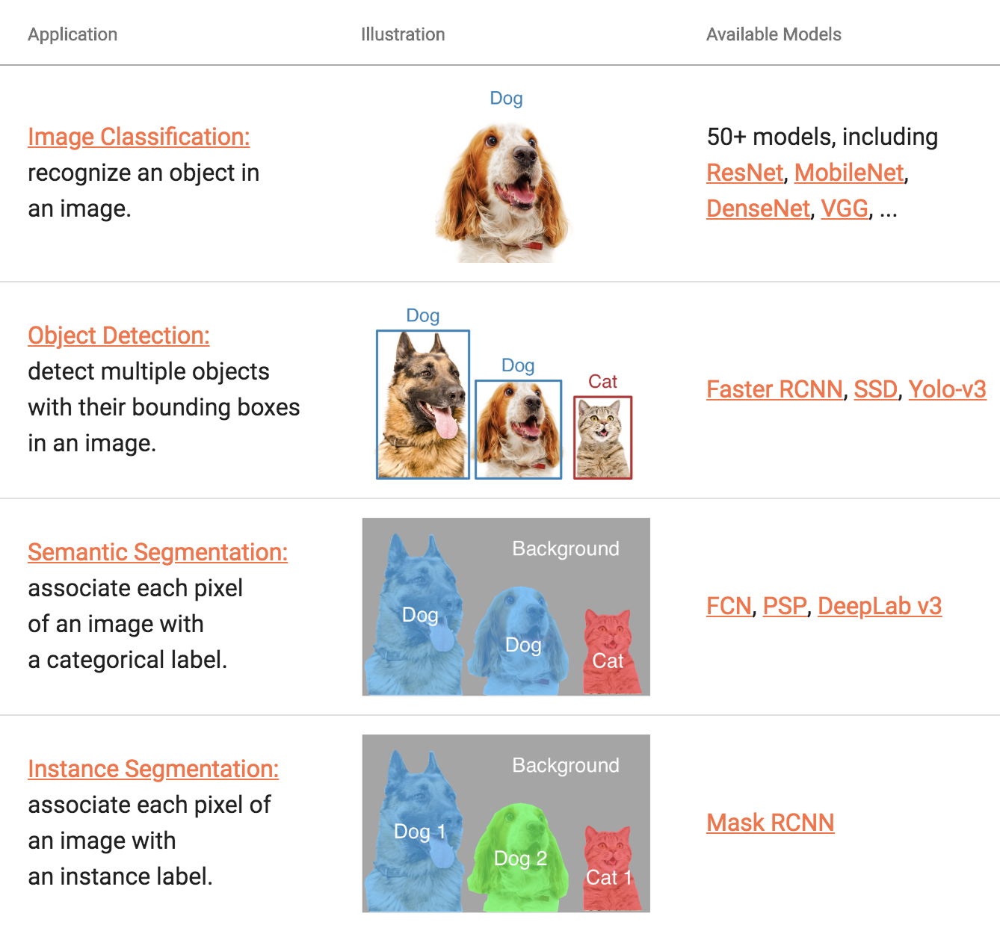 Application
Illustration
Available Models
Dog
Image Classification:
recognize an object in
an image.
50+ models, including
ResNet, MobileNet,
DenseNet, VGG, ...
Dog
Dog
Cat
Object Detection:
detect multiple objects
with their bounding boxes
in an image.
Faster RCNN, SSD, Yolo-v3
Semantic Segmentation:
associate each pixel
of an image with
a categorical label.
Background
Dog
Dog
Cat
FCN, PSP, DeepLab v3
Instance Segmentation:
associate each pixel of
an image with
an instance label.
Background
Dog 1
Dog 2
Cat 1
Mask RCNN